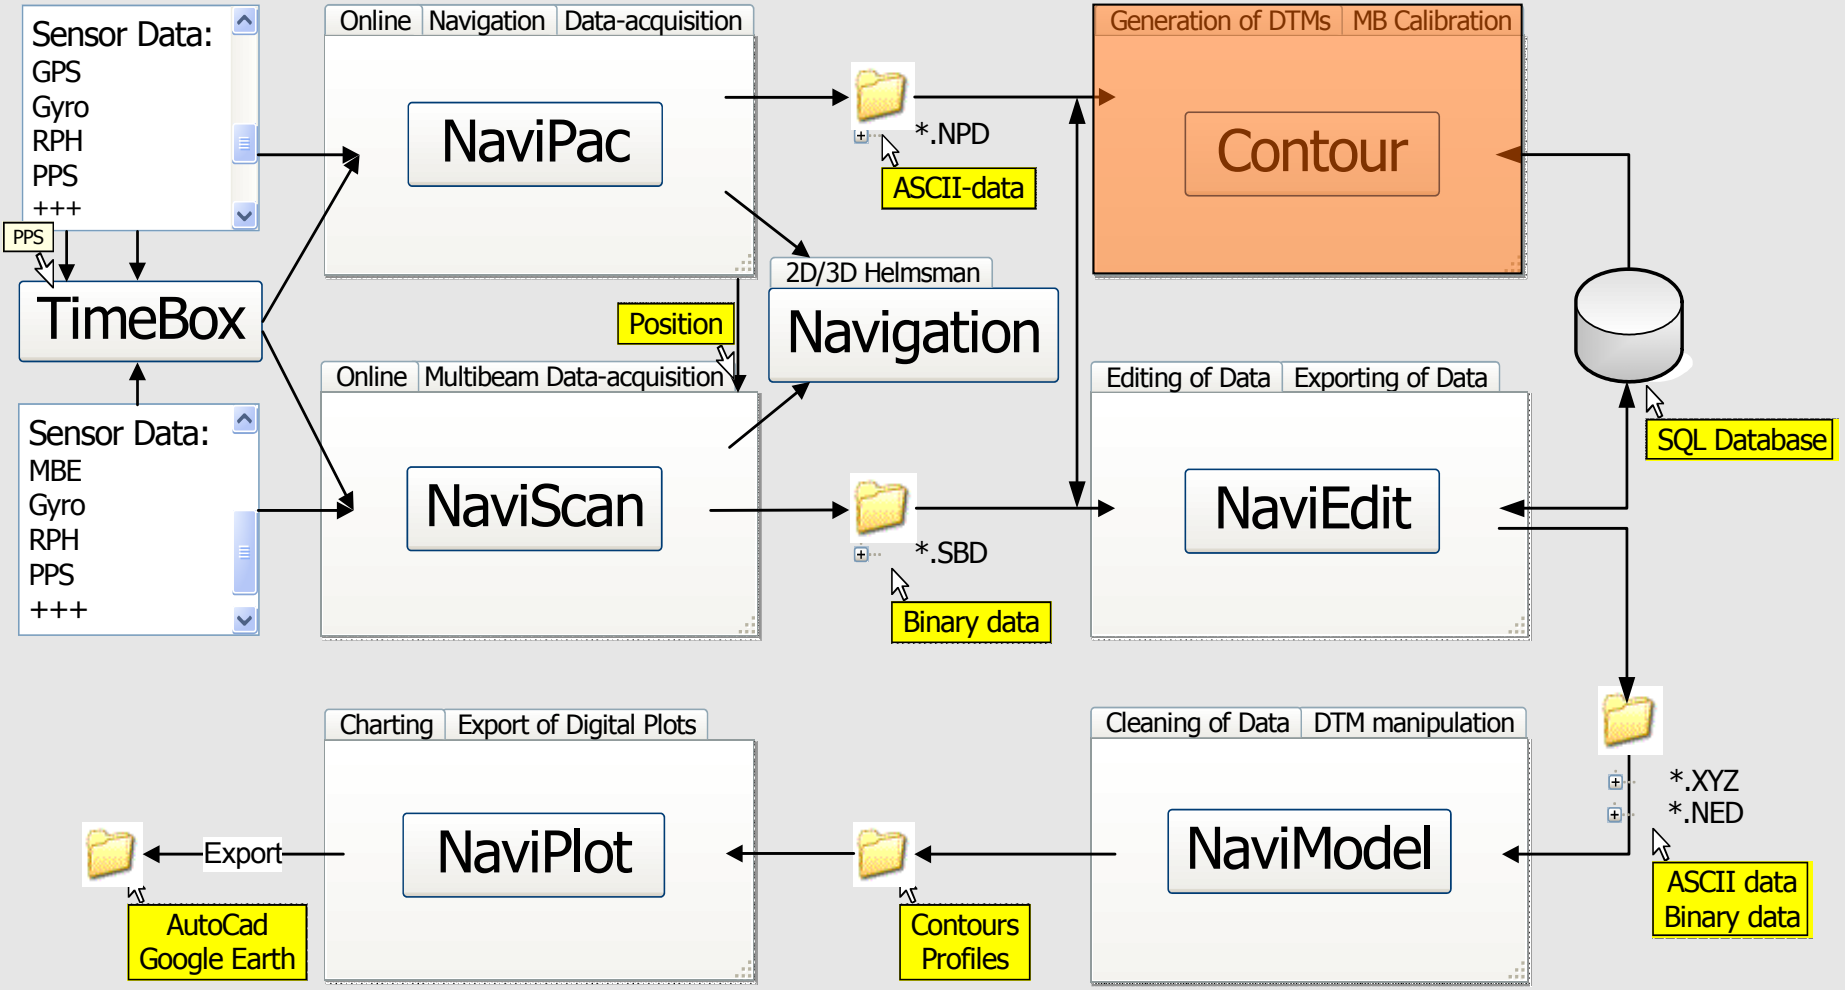 Sensor Data:
GPS
Gyro
RPH
PPS
+++
PPS
TimeBox
Sensor Data:
MBE
Gyro
RPH
PPS
+++
Online Navigation Data-acquisition
NaviPac
*.NPD
ASCII-data
Generation of DTMs MB Calibration
Contour
2D/3D Helmsman
Navigation
Position
Online Multibeam Data-acquisition
NaviScan
*.SBD
Binary data
Editing of Data Exporting of Data
NaviEdit
SQL Database
*.XYZ
*.NED
ASCII data
Binary data
Cleaning of Data DTM manipulation
NaviModel
Contours
Profiles
Charting Export of Digital Plots
NaviPlot
Export
AutoCad
Google Earth